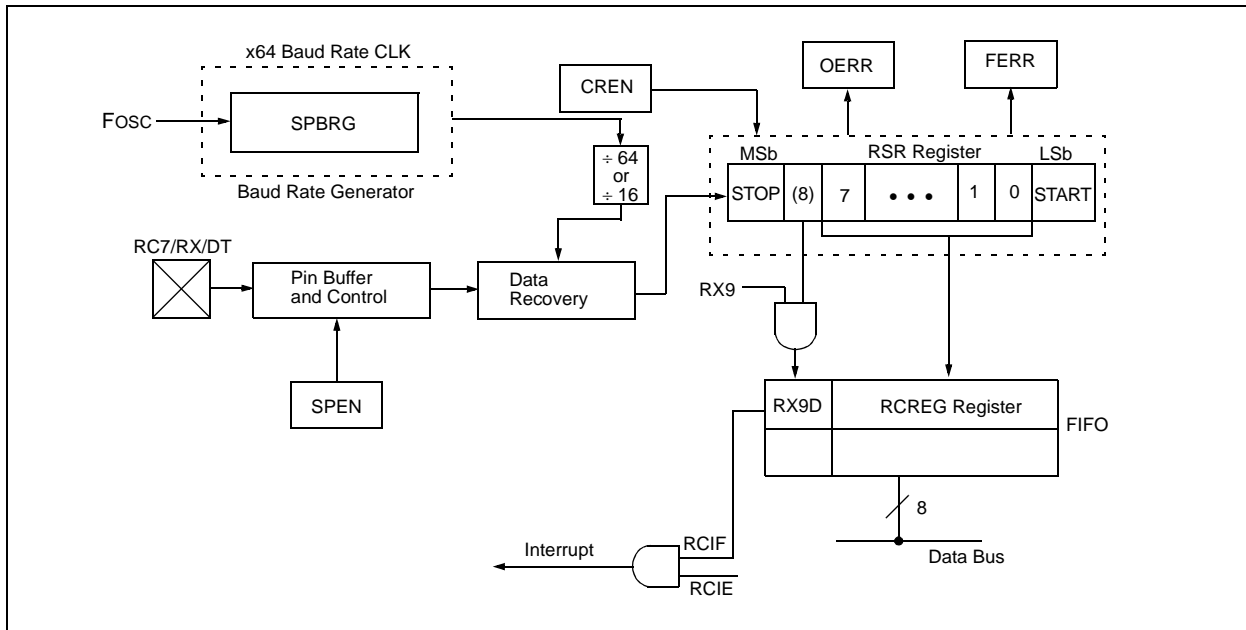 x64 Baud Rate CLK
FOSC
SPBRG
Baud Rate Generator
CREN
OERR
FERR
÷ 64
or
÷ 16
MSb
RSR Register
LSb
STOP
(8)
7
• • •
1
0
START
RC7/RX/DT
Pin Buffer
and Control
Data
Recovery
SPEN
RX9
RX9D
RCREG Register
FIFO
8
Data Bus
Interrupt
RCIF
RCIE